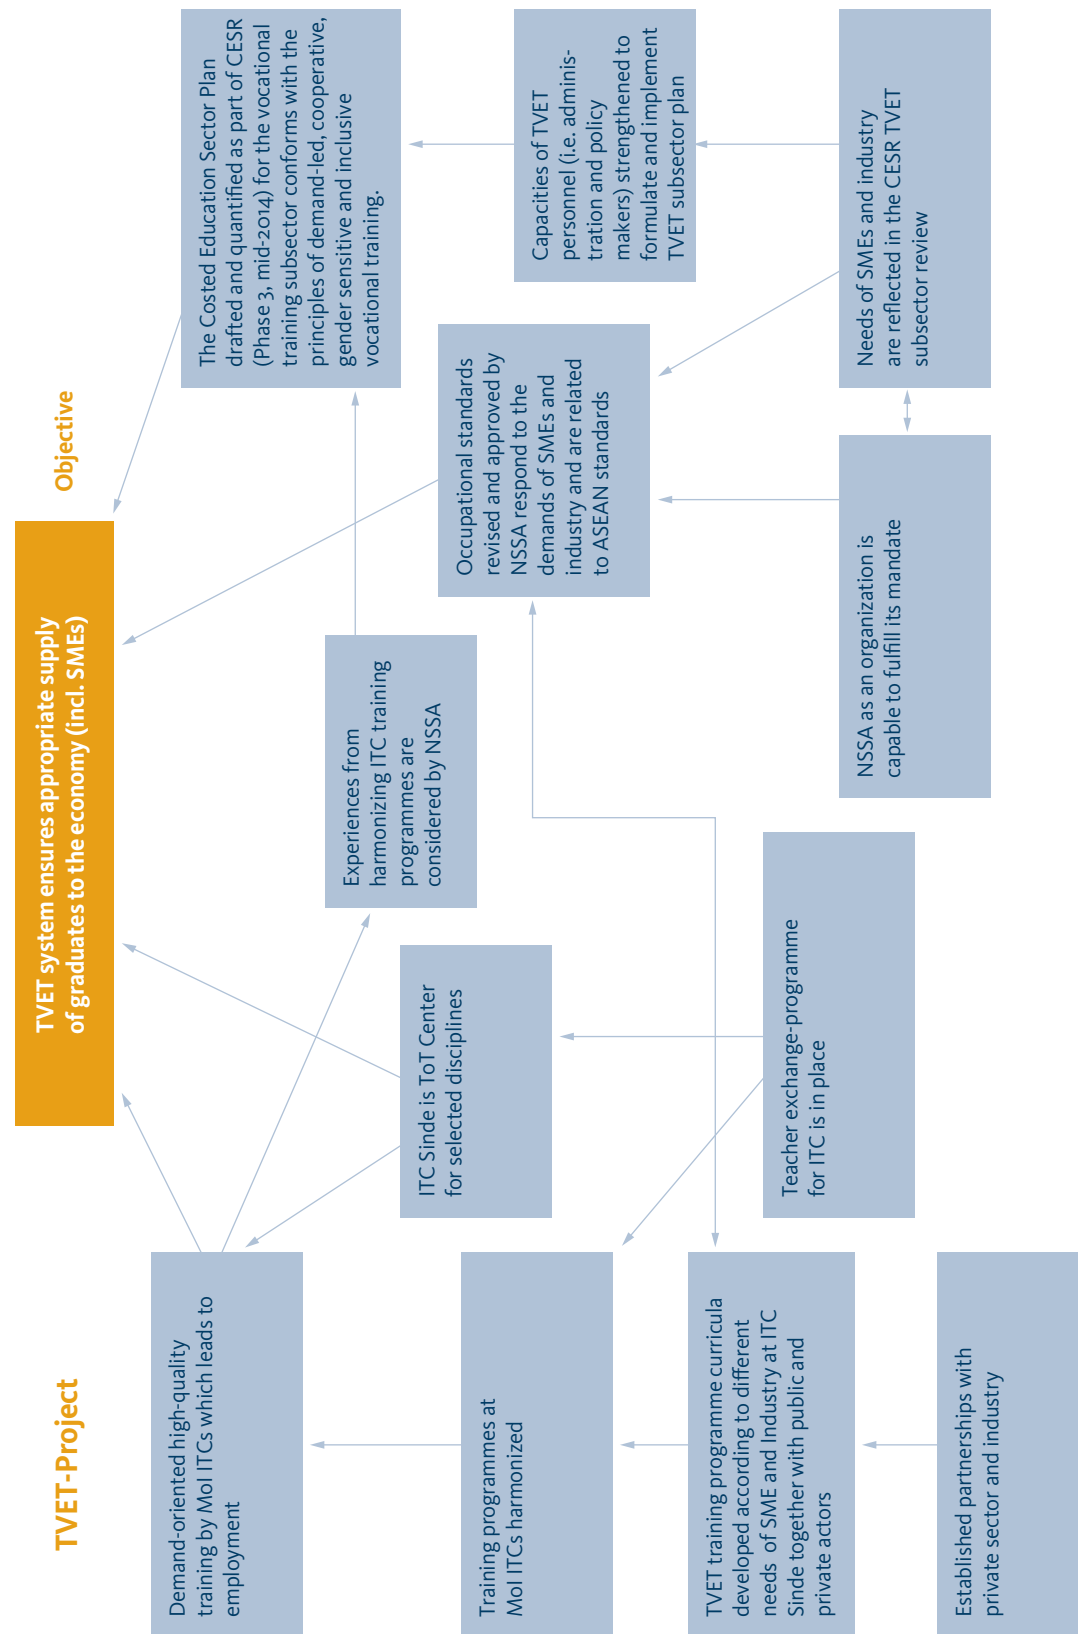 TVET-Project
Objective
TVET system ensures appropriate supply
of graduates to the economy (incl. SMEs)
Demand-oriented high-quality
training by MoI ITCs which leads to
employment
Training programmes at
MoI ITCs harmonized
TVET training programme curricula
developed according to different
needs of SME and Industry at ITC
Sinde together with public and
private actors
Established partnerships with
private sector and industry
ITC Sinde is ToT Center
for selected disciplines
Teacher exchange-programme
for ITC is in place
Experiences from
harmonizing ITC training
programmes are
considered by NSSA
Occupational standards
revised and approved by
NSSA respond to the
demands of SMEs and
industry and are related
to ASEAN standards
NSSA as an organization is
capable to fulfill its mandate
The Costed Education Sector Plan
drafted and quantified as part of CESR
(Phase 3, mid-2014) for the vocational
training subsector conforms with the
principles of demand-led, cooperative,
gender sensitive and inclusive
vocational training.
Capacities of TVET
personnel (i.e. adminis-
tration and policy
makers) strengthened to
formulate and implement
TVET subsector plan
Needs of SMEs and industry
are reflected in the CESR TVET
subsector review